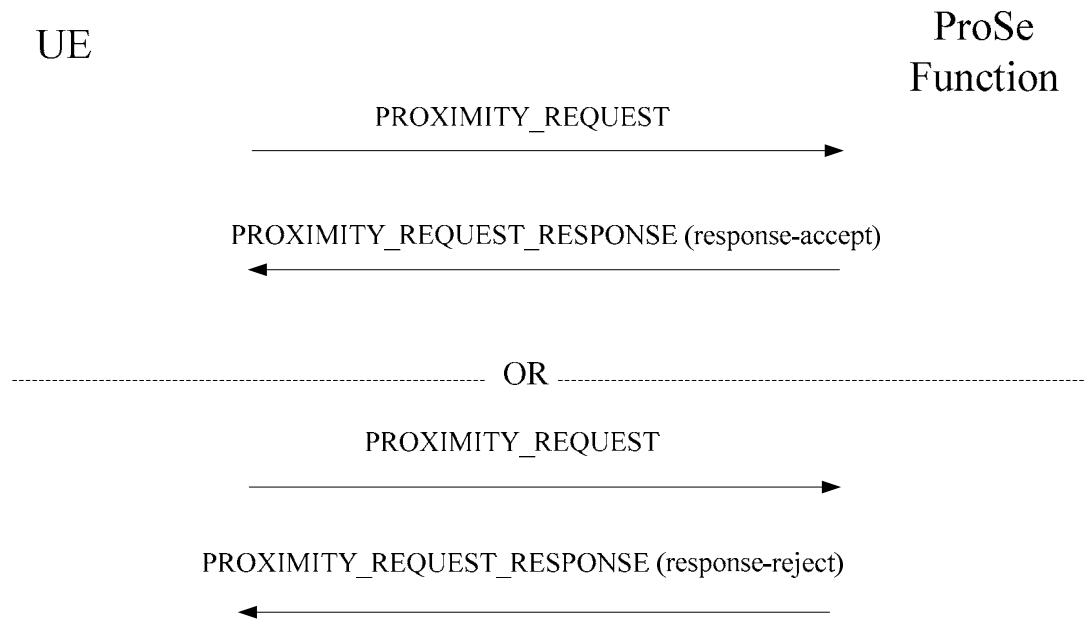 UE
ProSe
Function
PROXIMITY_REQUEST
PROXIMITY_REQUEST_RESPONSE (response-accept)
OR
PROXIMITY_REQUEST
PROXIMITY_REQUEST_RESPONSE (response-reject)